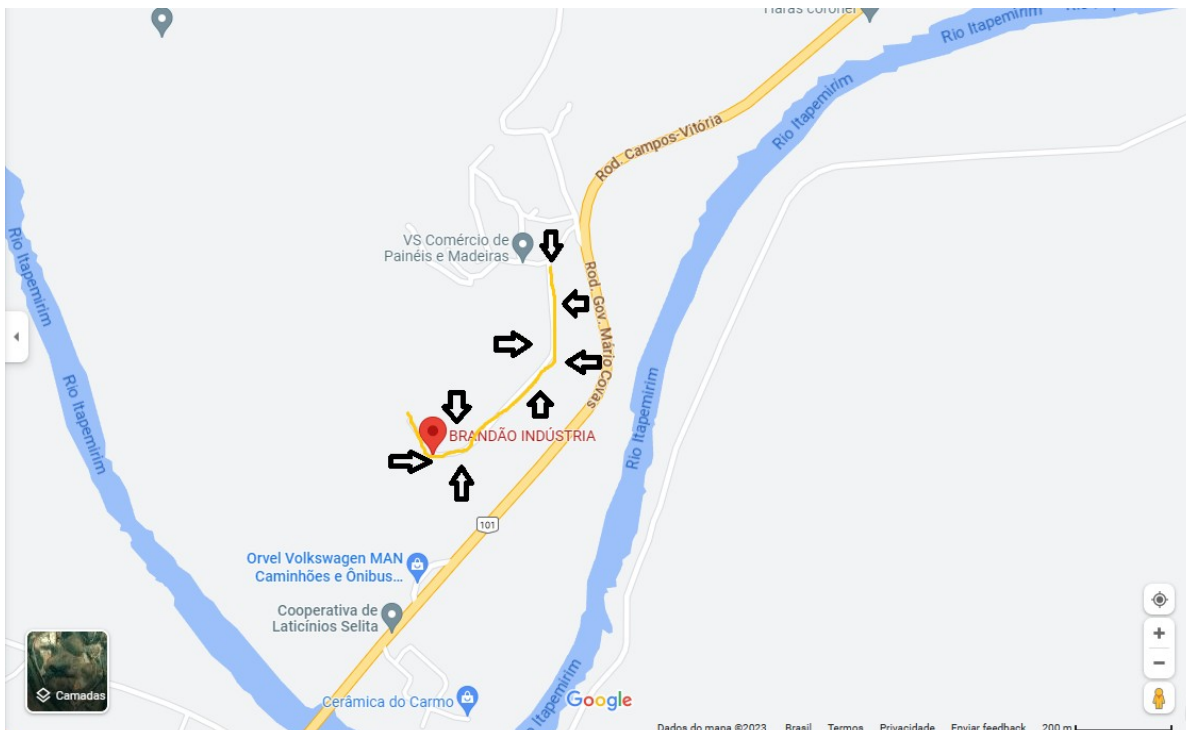 Haras Coronel
Rio Itapemirim
Rio Itapemirim
Rio Itapemirim
Rod. Campos-Vitória
VS Comércio de
Painéis e Madeiras
Rio Itapemirim
Rod. Gov. Mário Covas
Rio Itapemirim
Rio Itapemirim
BRANDÃO INDÚSTRIA
101
Orvel Volkswagen MAN
Caminhões e Ônibus...
Cooperativa de
Laticínios Selita
Camadas
Cerâmica do Carmo
Itapemirim
Google
Dados do mapa ©2023 Brasil Termos Privacidade Enviar feedback 200 m